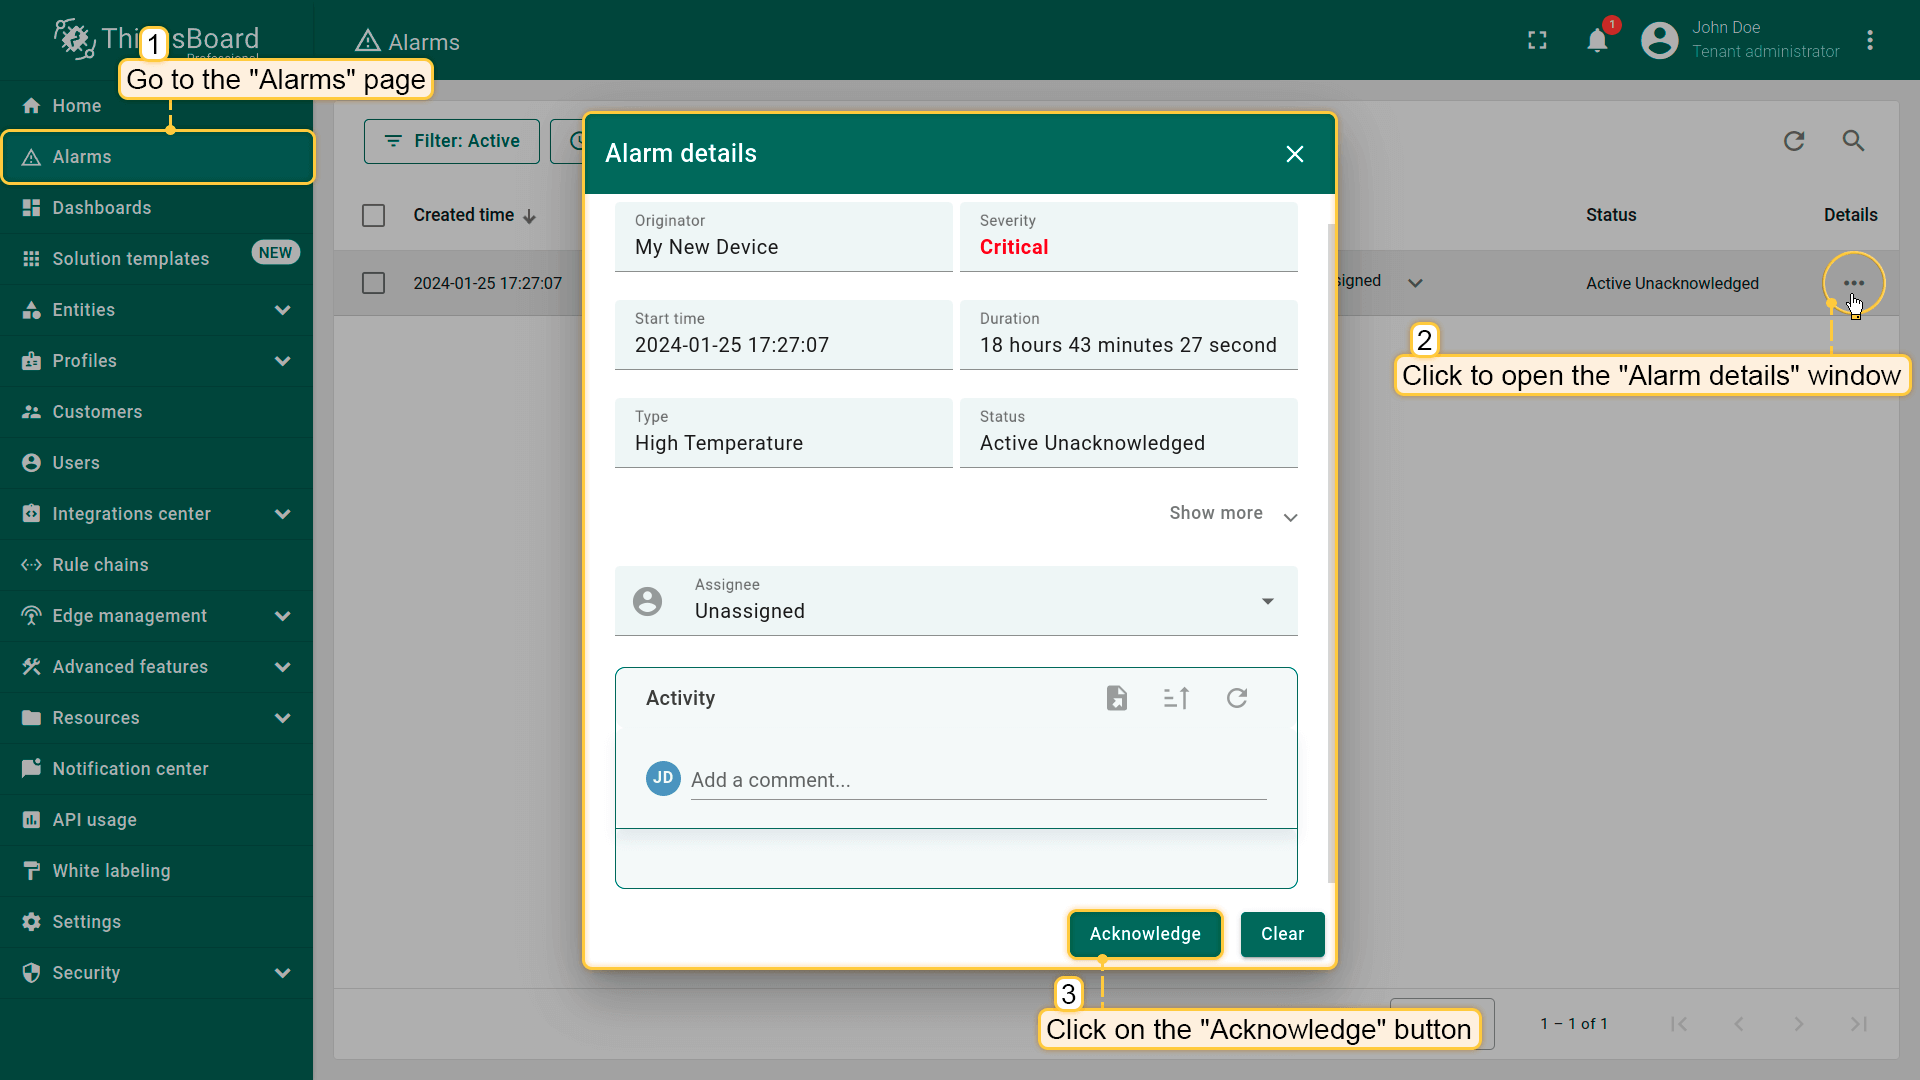 1
Go to the "Alarms" page
Professional
Alarms
1
John Doe
Tenant administrator
Home
Alarms
Dashboards
Solution templates
NEW
Entities
Profiles
Customers
Users
Integrations center
Rule chains
Edge management
Advanced features
Resources
Notification center
API usage
White labeling
Settings
Security
Filter: Active
Created time
Status
Details
2024-01-25 17:27:07
signed
Active Unacknowledged
2
Click to open the "Alarm details" window
Alarm details
Originator
My New Device
Severity
Critical
Start time
2024-01-25 17:27:07
Duration
18 hours 43 minutes 27 second
Type
High Temperature
Status
Active Unacknowledged
Show more
Assignee
Unassigned
Activity
JD
Add a comment...
Acknowledge
Clear
3
Click on the "Acknowledge" button
1 – 1 of 1